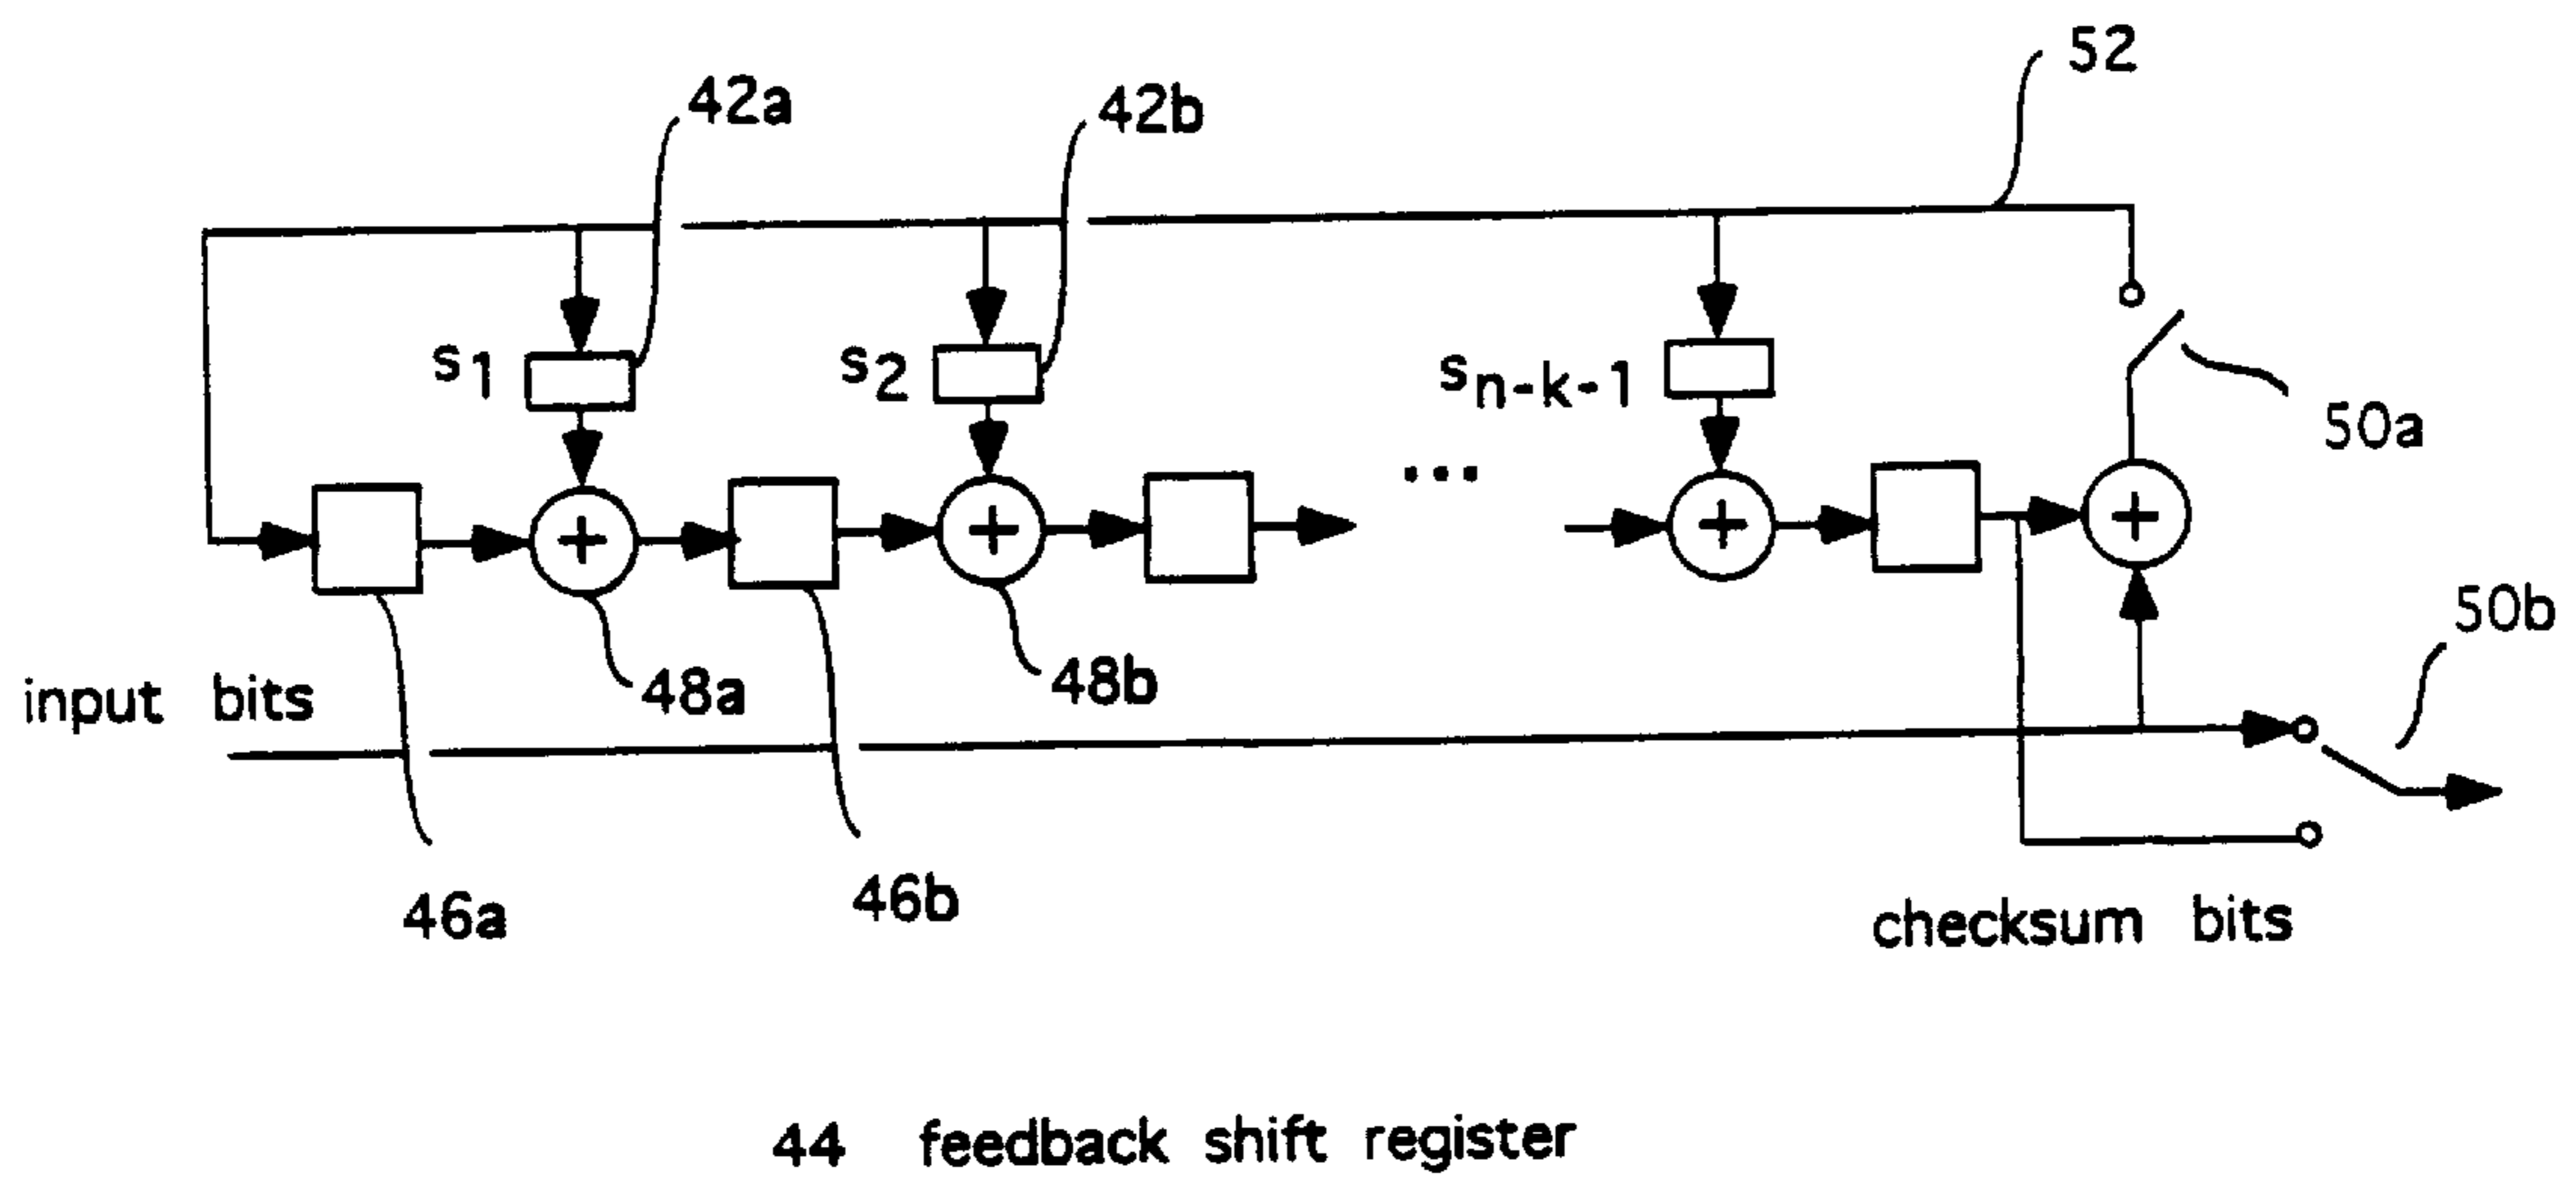 52
42a
42b
s1
s2
sn-k-1
50a
+
+
+
+
...
50b
input bits
48a
48b
46a
46b
checksum bits
44 feedback shift register